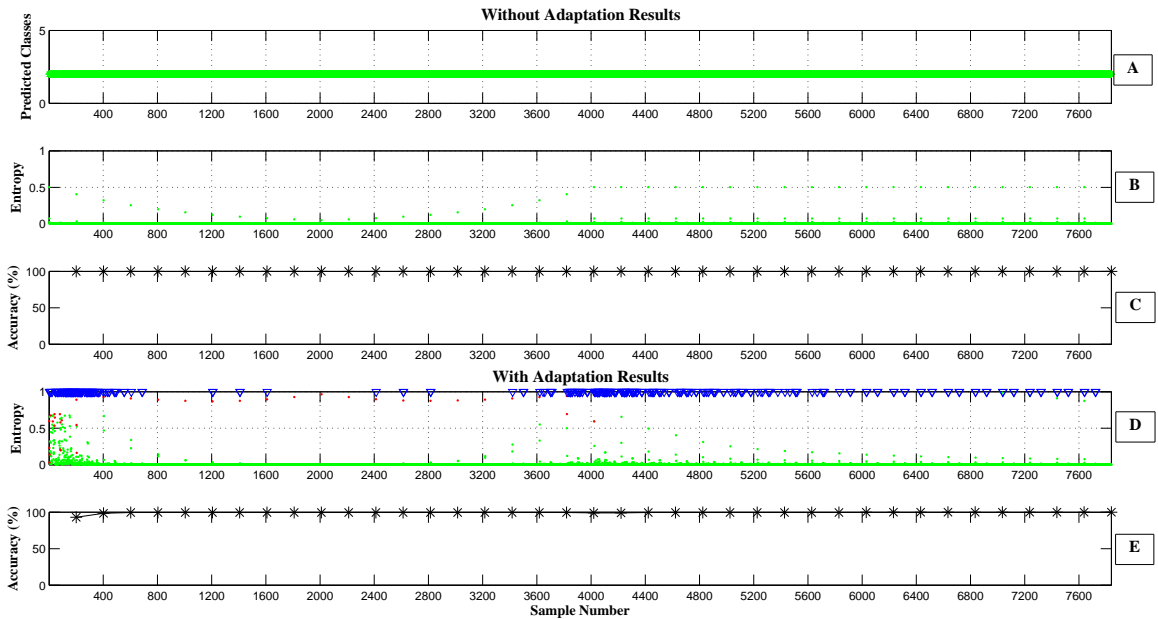 Without Adaptation Results
Predicted Classes
5
0
400 800 1200 1600 2000 2400 2800 3200 3600 4000 4400 4800 5200 5600 6000 6400 6800 7200 7600
A
Entropy
1
0.5
0
400 800 1200 1600 2000 2400 2800 3200 3600 4000 4400 4800 5200 5600 6000 6400 6800 7200 7600
B
Accuracy (%)
100
50
0
400 800 1200 1600 2000 2400 2800 3200 3600 4000 4400 4800 5200 5600 6000 6400 6800 7200 7600
C
With Adaptation Results
Entropy
1
0.5
0
400 800 1200 1600 2000 2400 2800 3200 3600 4000 4400 4800 5200 5600 6000 6400 6800 7200 7600
D
Accuracy (%)
100
50
0
400 800 1200 1600 2000 2400 2800 3200 3600 4000 4400 4800 5200 5600 6000 6400 6800 7200 7600
E
Sample Number